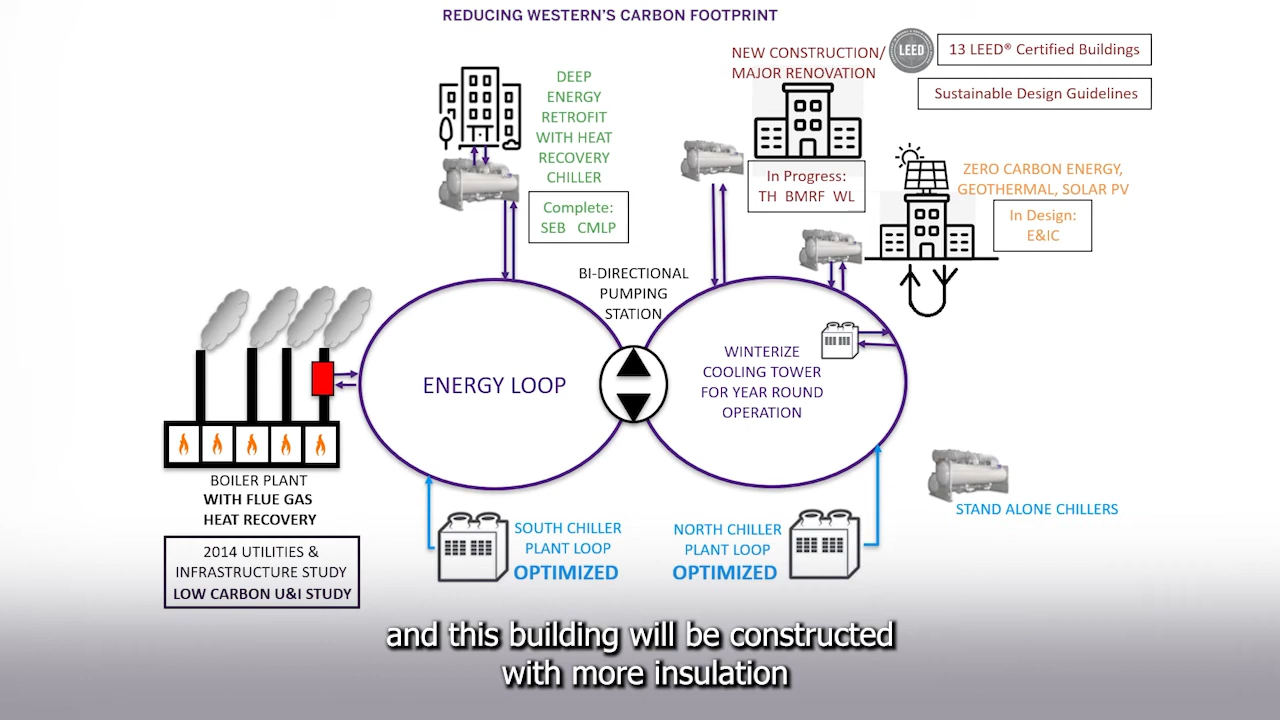 REDUCING WESTERN'S CARBON FOOTPRINT
DEEP
ENERGY
RETROFIT
WITH HEAT
RECOVERY
CHILLER
Complete:
SEB CMLP
NEW CONSTRUCTION/
MAJOR RENOVATION
LEED
13 LEED® Certified Buildings
Sustainable Design Guidelines
In Progress:
TH BMRF WL
ZERO CARBON ENERGY,
GEOTHERMAL, SOLAR PV
In Design:
E&IC
BI-DIRECTIONAL
PUMPING
STATION
ENERGY LOOP
WINTERIZE
COOLING TOWER
FOR YEAR ROUND
OPERATION
BOILER PLANT
WITH FLUE GAS
HEAT RECOVERY
2014 UTILITIES &
INFRASTRUCTURE STUDY
LOW CARBON U&I STUDY
SOUTH CHILLER
PLANT LOOP
OPTIMIZED
NORTH CHILLER
PLANT LOOP
OPTIMIZED
STAND ALONE CHILLERS
and this building will be constructed
with more insulation